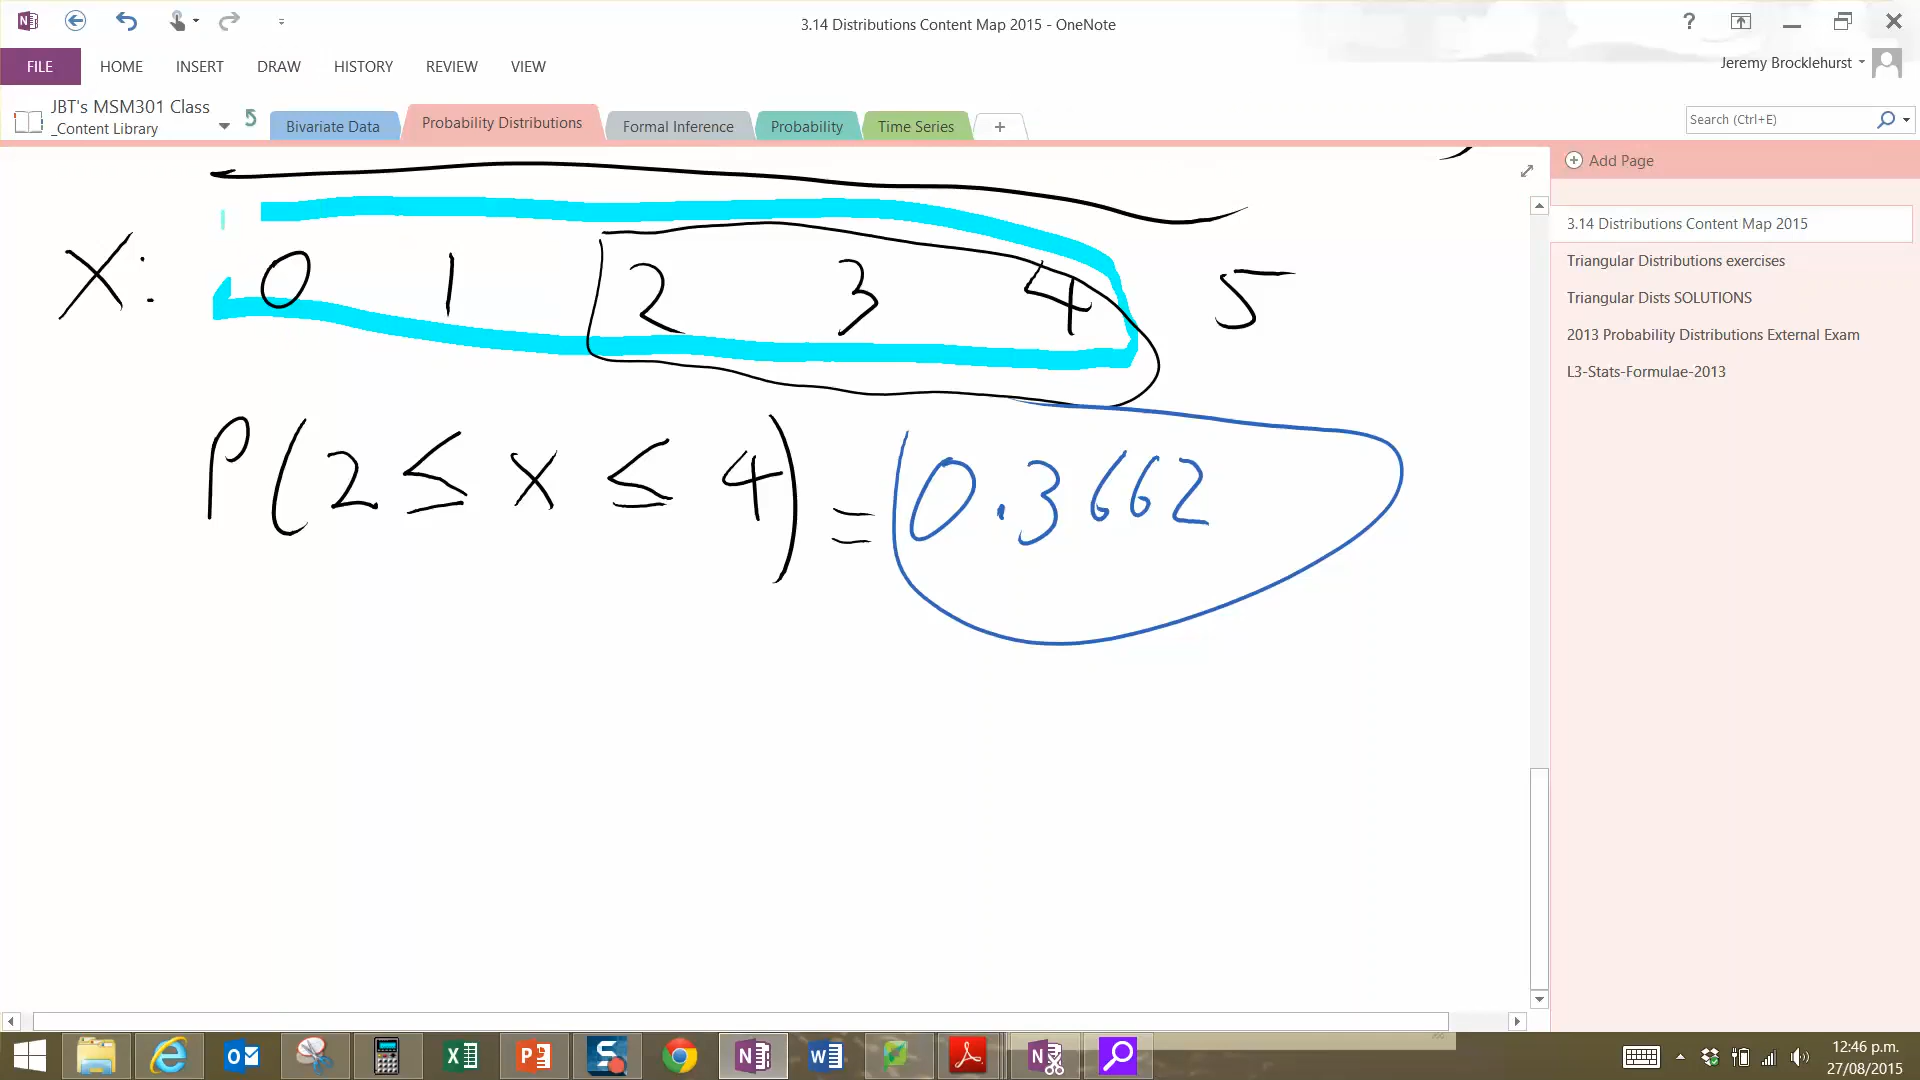 3.14 Distributions Content Map 2015 - OneNote
?
FILE HOME INSERT DRAW HISTORY REVIEW VIEW
Jeremy Brocklehurst
JBT's MSM301 Class
_Content Library
Bivariate Data Probability Distributions Formal Inference Probability Time Series +
Search (Ctrl+E)
Add Page
3.14 Distributions Content Map 2015
Triangular Distributions exercises
Triangular Dists SOLUTIONS
2013 Probability Distributions External Exam
L3-Stats-Formulae-2013
X: 0 1 2 3 4 5
P(2 ≤ x ≤ 4) = 0.3662
12:46 p.m.
27/08/2015